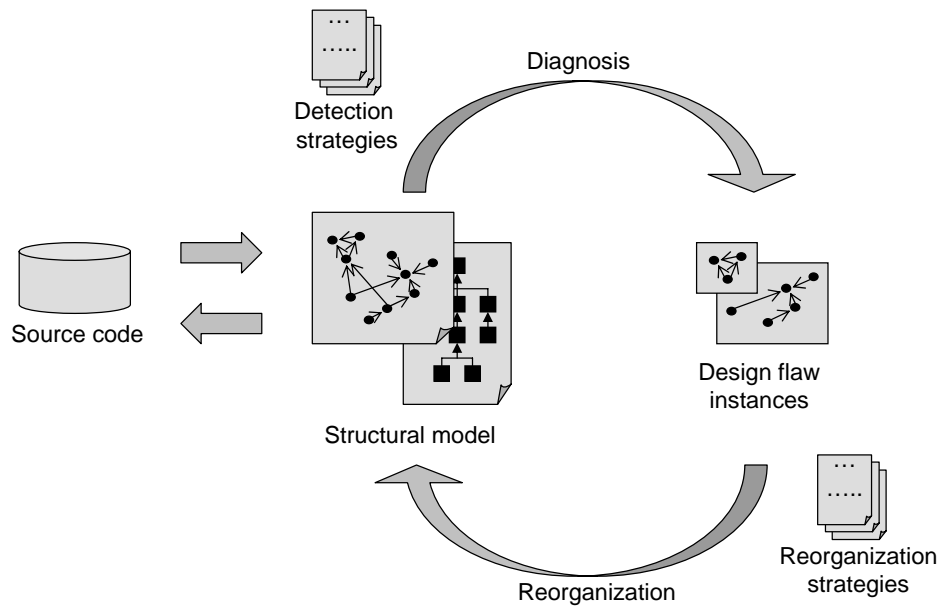 Diagnosis
Detection
strategies
Source code
Structural model
Design flaw
instances
Reorganization
strategies
Reorganization